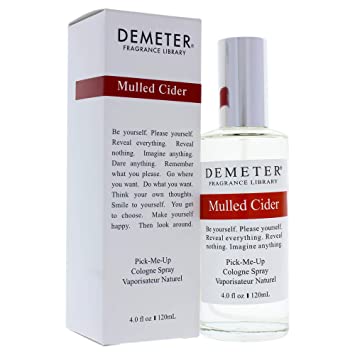 DEMETER®
FRAGRANCE LIBRARY
Mulled Cider
Be yourself. Please yourself.
Reveal everything. Reveal
nothing. Imagine anything.
Dare anything. Remember
what you please. Go where
you want. Do what you want.
Think your own thoughts.
Smile to yourself. You get
to choose. Make yourself
happy. Then look around.
Pick-Me-Up
Cologne Spray
Vaporisateur Naturel
4.0 fl oz 120mL
DEMETER®
FRAGRANCE LIBRARY
Mulled Cider
Be yourself. Please yourself.
Reveal everything. Reveal
nothing. Imagine anything.
Pick-Me-Up
Cologne Spray
Vaporisateur Naturel
4.0 fl oz 120mL